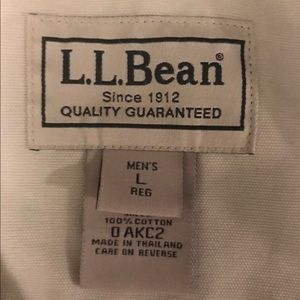 L.L.Bean®
Since 1912
QUALITY GUARANTEED
MEN'S
L
REG
100% COTTON
0 AKC2
MADE IN THAILAND
CARE ON REVERSE